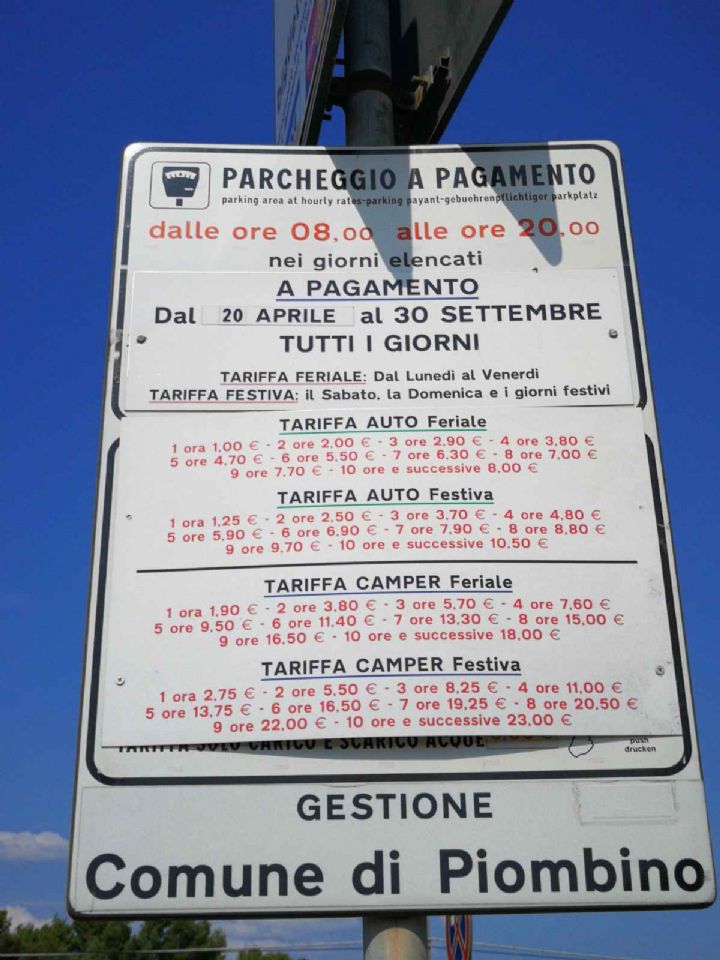 PARCHEGGIO A PAGAMENTO
parking area at hourly rates-parking payant-gebuehrenpflichtiger parkplatz
dalle ore 08,00 alle ore 20,00
nei giorni elencati
A PAGAMENTO
Dal 20 APRILE al 30 SETTEMBRE
TUTTI I GIORNI
TARIFFA FERIALE: Dal Lunedì al Venerdì
TARIFFA FESTIVA: il Sabato, la Domenica e i giorni festivi
TARIFFA AUTO Feriale
1 ora 1,00 € - 2 ore 2,00 € - 3 ore 2,90 € - 4 ore 3,80 €
5 ore 4,70 € - 6 ore 5,50 € - 7 ore 6,30 € - 8 ore 7,00 €
9 ore 7,70 € - 10 ore e successive 8,00 €
TARIFFA AUTO Festiva
1 ora 1,25 € - 2 ore 2,50 € - 3 ore 3,70 € - 4 ore 4,80 €
5 ore 5,90 € - 6 ore 6,90 € - 7 ore 7,90 € - 8 ore 8,80 €
9 ore 9,70 € - 10 ore e successive 10,50 €
TARIFFA CAMPER Feriale
1 ora 1,90 € - 2 ore 3,80 € - 3 ore 5,70 € - 4 ore 7,60 €
5 ore 9,50 € - 6 ore 11,40 € - 7 ore 13,30 € - 8 ore 15,00 €
9 ore 16,50 € - 10 ore e successive 18,00 €
TARIFFA CAMPER Festiva
1 ora 2,75 € - 2 ore 5,50 € - 3 ore 8,25 € - 4 ore 11,00 €
5 ore 13,75 € - 6 ore 16,50 € - 7 ore 19,25 € - 8 ore 20,50 €
9 ore 22,00 € - 10 ore e successive 23,00 €
TARIFFA SOLO CARICO E SCARICO ACQUE
push
drucken
GESTIONE
Comune di Piombino